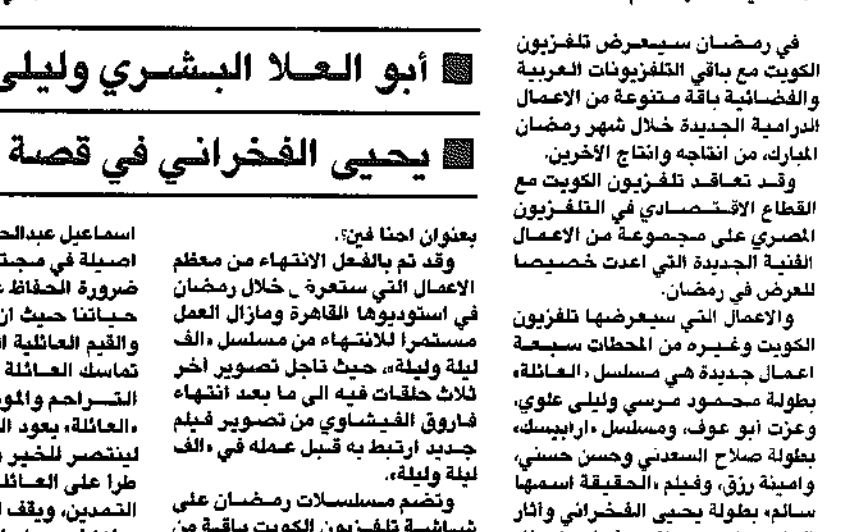 أبو العلا البشري وليلى
يحيى الفخراني في قصة
في رمضان سيعرض تلفزيون
الكويت مع باقي التلفزيونات العربية
والفضائية باقة متنوعة من الاعمال
الدرامية الجديدة خلال شهر رمضان
المبارك، من انتاجه وانتاج الأخرين.
وقد تعاقد تلفزيون الكويت مع
القطاع الاقتصادي في التلفزيون
المصري على مجموعة من الاعمال
الفنية الجديدة التي اعدت خصيصا
للعرض في رمضان.
والاعمال التي سيعرضها تلفزيون
الكويت وغيره من المحطات سبعة
اعمال جديدة هي مسلسل «العائلة»
بطولة محمود مرسي وليلى علوي،
وعزت أبو عوف، ومسلسل «ارابيسك»
بطولة صلاح السعدني وحسن حسني،
وامينة رزق، وفيلم «الحقيقة اسمها
سالم» بطولة يحيى الفخراني وآثار
بعنوان احنا فين؟.
وقد تم بالفعل الانتهاء من معظم
الاعمال التي ستعرض خلال رمضان
في استوديوها القاهرة ومازال العمل
مستمرا للانتهاء من مسلسل «الف
ليلة وليلة»، حيث تاجل تصوير آخر
ثلاث حلقات فيه الى ما بعد انتهاء
فاروق الفيشاوي من تصوير فيلم
جديد ارتبط به قبل عمله في «الف
ليلة وليلة».
وتضم مسلسلات رمضان على
شاشة تلفزيون الكويت باقة من
اسماعيل عبدالح
اصيلة في مجت
ضرورة الحفاظ ع
حياتنا حيث ان
والقيم العائلية ا
تماسك العائلة
التراحم والمو
«العائلة» يعود ال
لينتصر للخير و
طرا على العائل
التمدين، ويقف ا